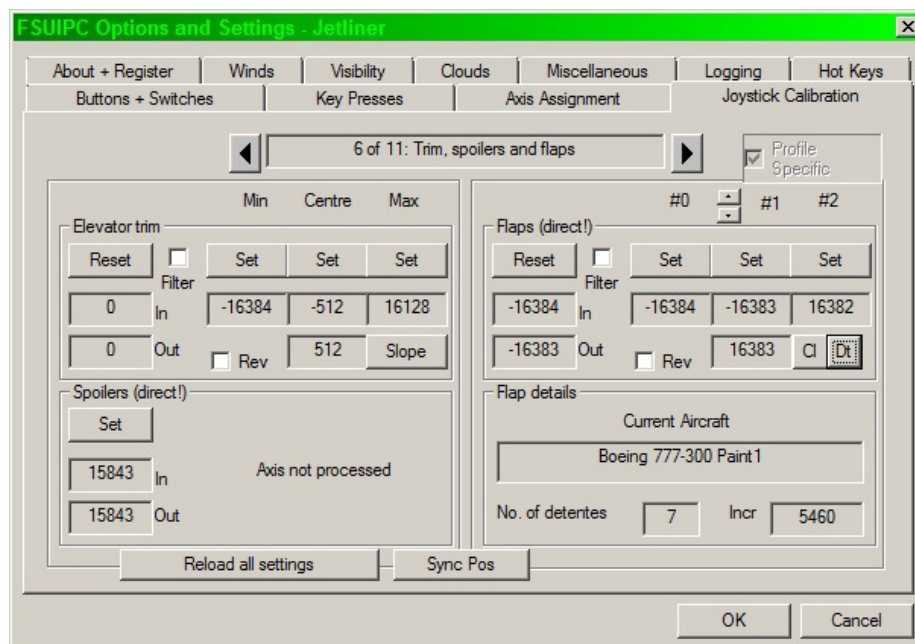 FSUIPC Options and Settings - Jetliner
About + Register Winds Visibility Clouds Miscellaneous Logging Hot Keys
Buttons + Switches Key Presses Axis Assignment Joystick Calibration
6 of 11: Trim, spoilers and flaps
Profile
Specific
Min Centre Max
Elevator trim
Reset Set Set Set
Filter
0 In -16384 -512 16128
0 Out Rev 512 Slope
Spoilers (direct!)
Set
15843 In Axis not processed
15843 Out
#0 #1 #2
Flaps (direct!)
Reset Set Set Set
Filter
-16384 In -16384 -16383 16382
-16383 Out Rev 16383 Cl Dt
Flap details
Current Aircraft
Boeing 777-300 Paint1
No. of detentes 7 Incr 5460
Reload all settings Sync Pos
OK Cancel